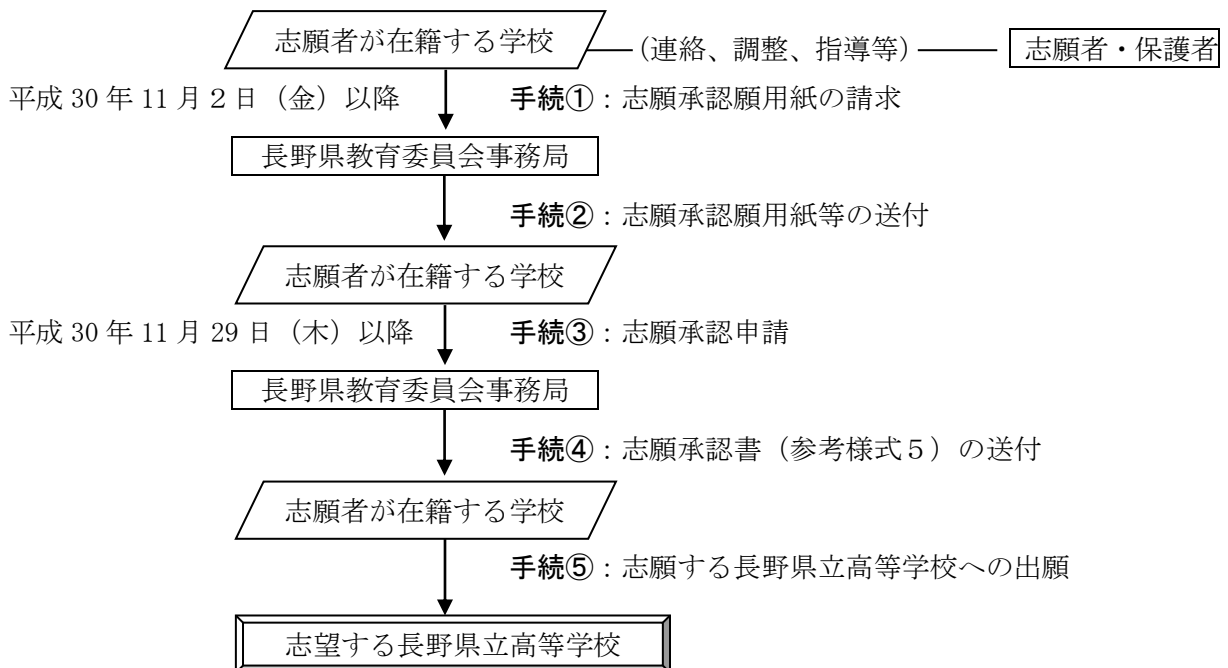 志願者が在籍する学校 (連絡、調整、指導等) 志願者・保護者
平成 30 年 11 月２日（金）以降 手続①：志願承認願用紙の請求
長野県教育委員会事務局
手続②：志願承認願用紙等の送付
志願者が在籍する学校
平成 30 年 11 月 29 日（木）以降 手続③：志願承認申請
長野県教育委員会事務局
手続④：志願承認書（参考様式５）の送付
志願者が在籍する学校
手続⑤：志願する長野県立高等学校への出願
志望する長野県立高等学校